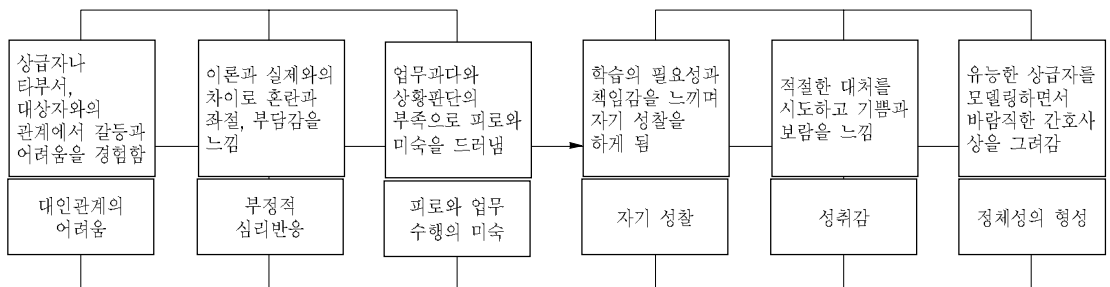 상급자나
타부서,
대상자와의
관계에서 갈등과
어려움을 경험함
이론과 실제와의
차이로 혼란과
좌절, 부담감을
느낌
업무과다와
상황판단의
부족으로 피로와
미숙을 드러냄
학습의 필요성과
책임감을 느끼며
자기 성찰을
하게 됨
적절한 대처를
시도하고 기쁨과
보람을 느낌
유능한 상급자를
모델링하면서
바람직한 간호사
상을 그려감
대인관계의
어려움
부정적
심리반응
피로와 업무
수행의 미숙
자기 성찰
성취감
정체성의 형성